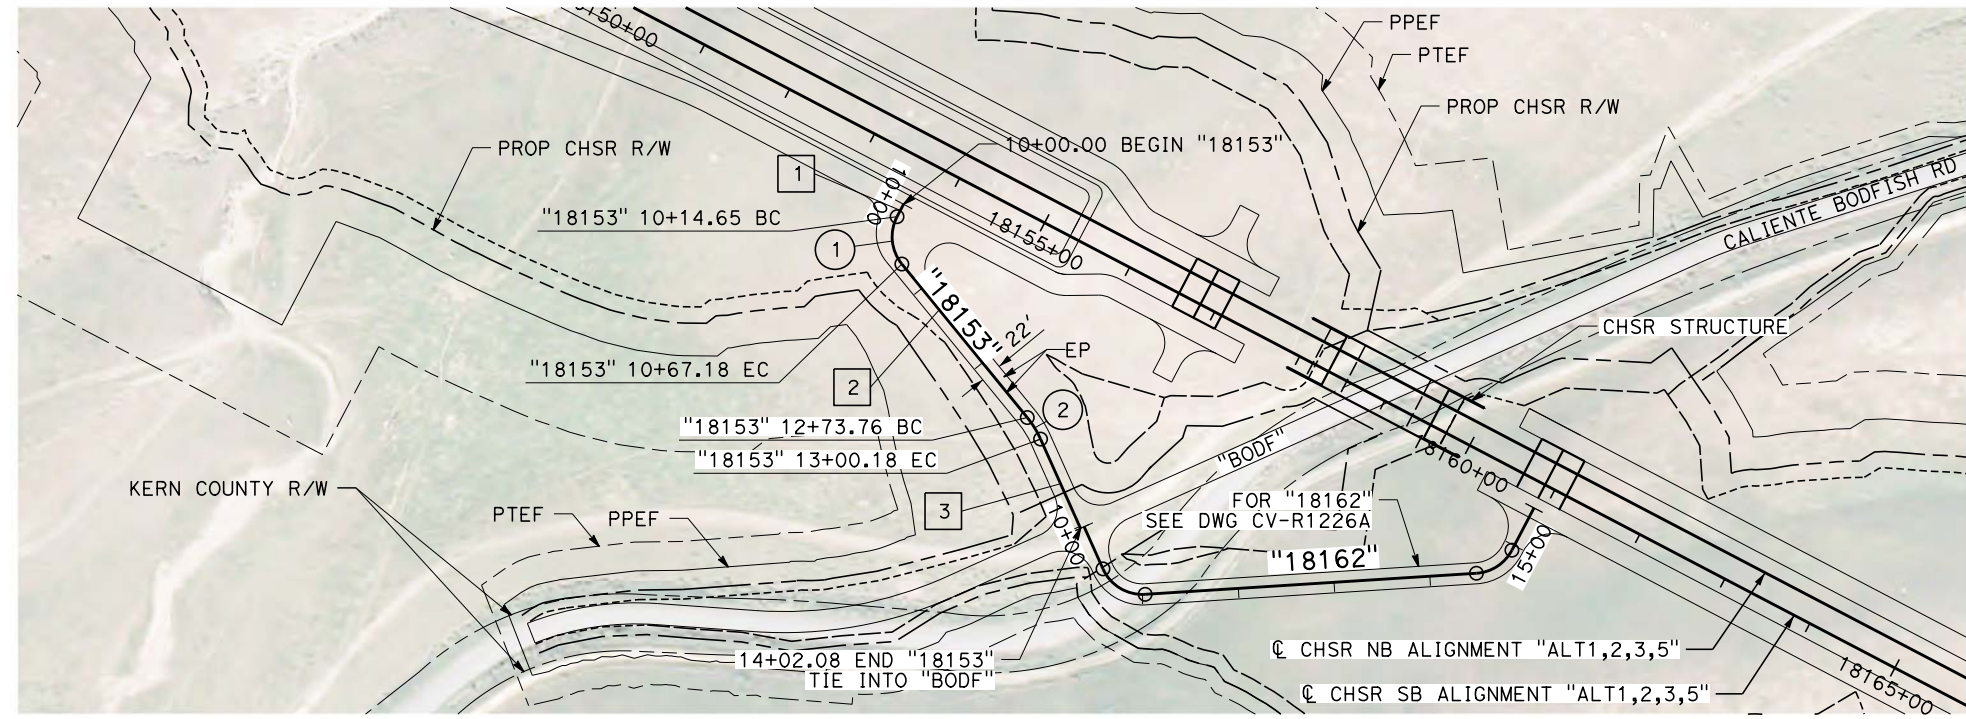 18150+00
PPEF
PTEF
PROP CHSR R/W
PROP CHSR R/W
10+00.00 BEGIN "18153"
1
10+00
"18153" 10+14.65 BC
1
18155+00
CALIENTE BODFISH RD
"18153"
22'
EP
CHSR STRUCTURE
"18153" 10+67.18 EC
2
2
"18153" 12+73.76 BC
"18153" 13+00.18 EC
"BODF"
18160+00
KERN COUNTY R/W
PTEF
PPEF
3
10+00
FOR "18162"
SEE DWG CV-R1226A
"18162"
15+00
14+02.08 END "18153"
TIE INTO "BODF"
℄ CHSR NB ALIGNMENT "ALT1,2,3,5"
℄ CHSR SB ALIGNMENT "ALT1,2,3,5"
18165+00